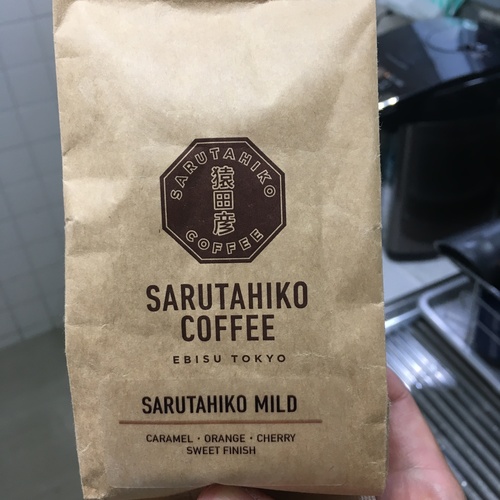 SARUTAHIKO
猿田彦
COFFEE
SARUTAHIKO
COFFEE
EBISU TOKYO
SARUTAHIKO MILD
CARAMEL・ORANGE・CHERRY
SWEET FINISH